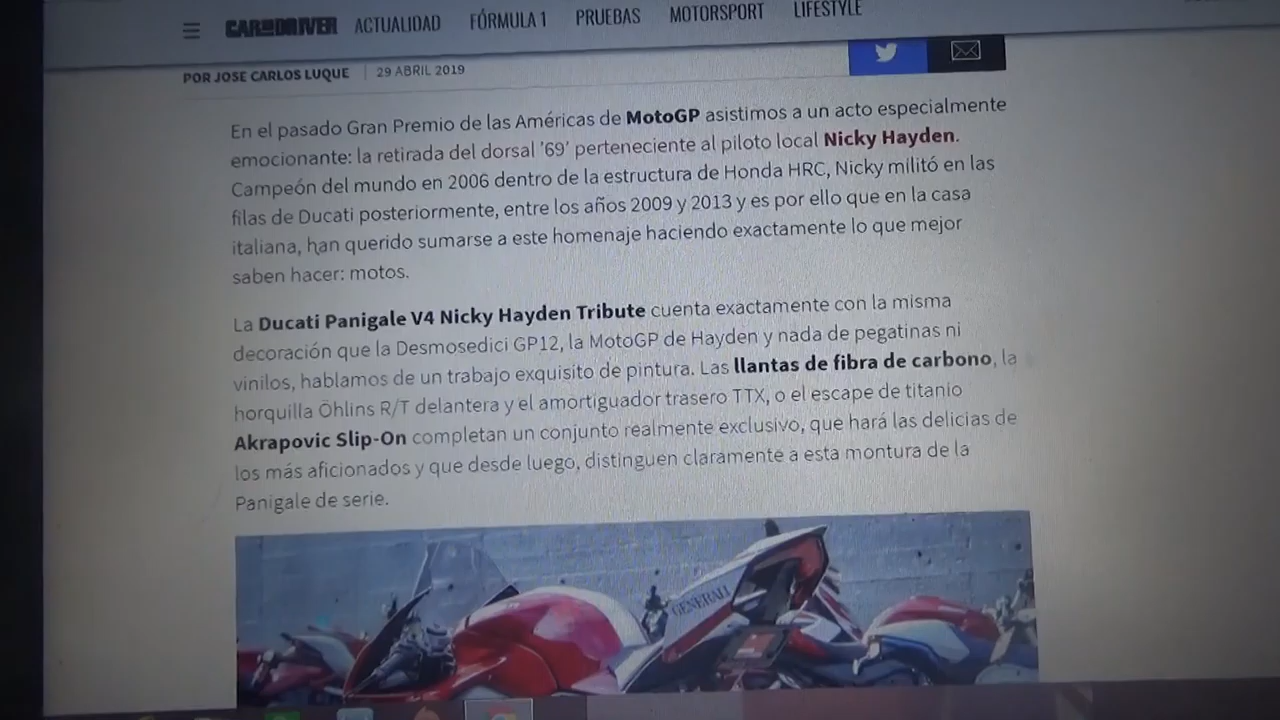 CAR AND DRIVER ACTUALIDAD FÓRMULA 1 PRUEBAS MOTORSPORT LIFESTYLE
POR JOSE CARLOS LUQUE | 29 ABRIL 2019
En el pasado Gran Premio de las Américas de MotoGP asistimos a un acto especialmente
emocionante: la retirada del dorsal '69' perteneciente al piloto local Nicky Hayden.
Campeón del mundo en 2006 dentro de la estructura de Honda HRC, Nicky militó en las
filas de Ducati posteriormente, entre los años 2009 y 2013 y es por ello que en la casa
italiana, han querido sumarse a este homenaje haciendo exactamente lo que mejor
saben hacer: motos.
La Ducati Panigale V4 Nicky Hayden Tribute cuenta exactamente con la misma
decoración que la Desmosedici GP12, la MotoGP de Hayden y nada de pegatinas ni
vinilos, hablamos de un trabajo exquisito de pintura. Las llantas de fibra de carbono, la
horquilla Öhlins R/T delantera y el amortiguador trasero TTX, o el escape de titanio
Akrapovic Slip-On completan un conjunto realmente exclusivo, que hará las delicias de
los más aficionados y que desde luego, distinguen claramente a esta montura de la
Panigale de serie.
GENERALI